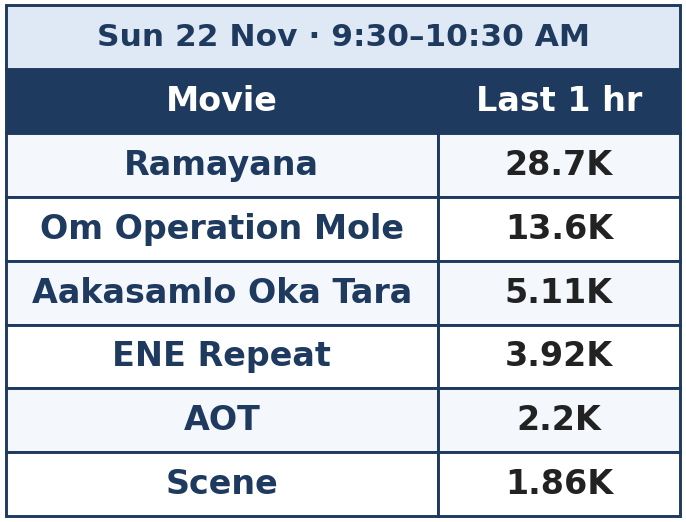 Sun 22 Nov · 9:30–10:30 AM
Movie Last 1 hr
Ramayana 28.7K
Om Operation Mole 13.6K
Aakasamlo Oka Tara 5.11K
ENE Repeat 3.92K
AOT 2.2K
Scene 1.86K